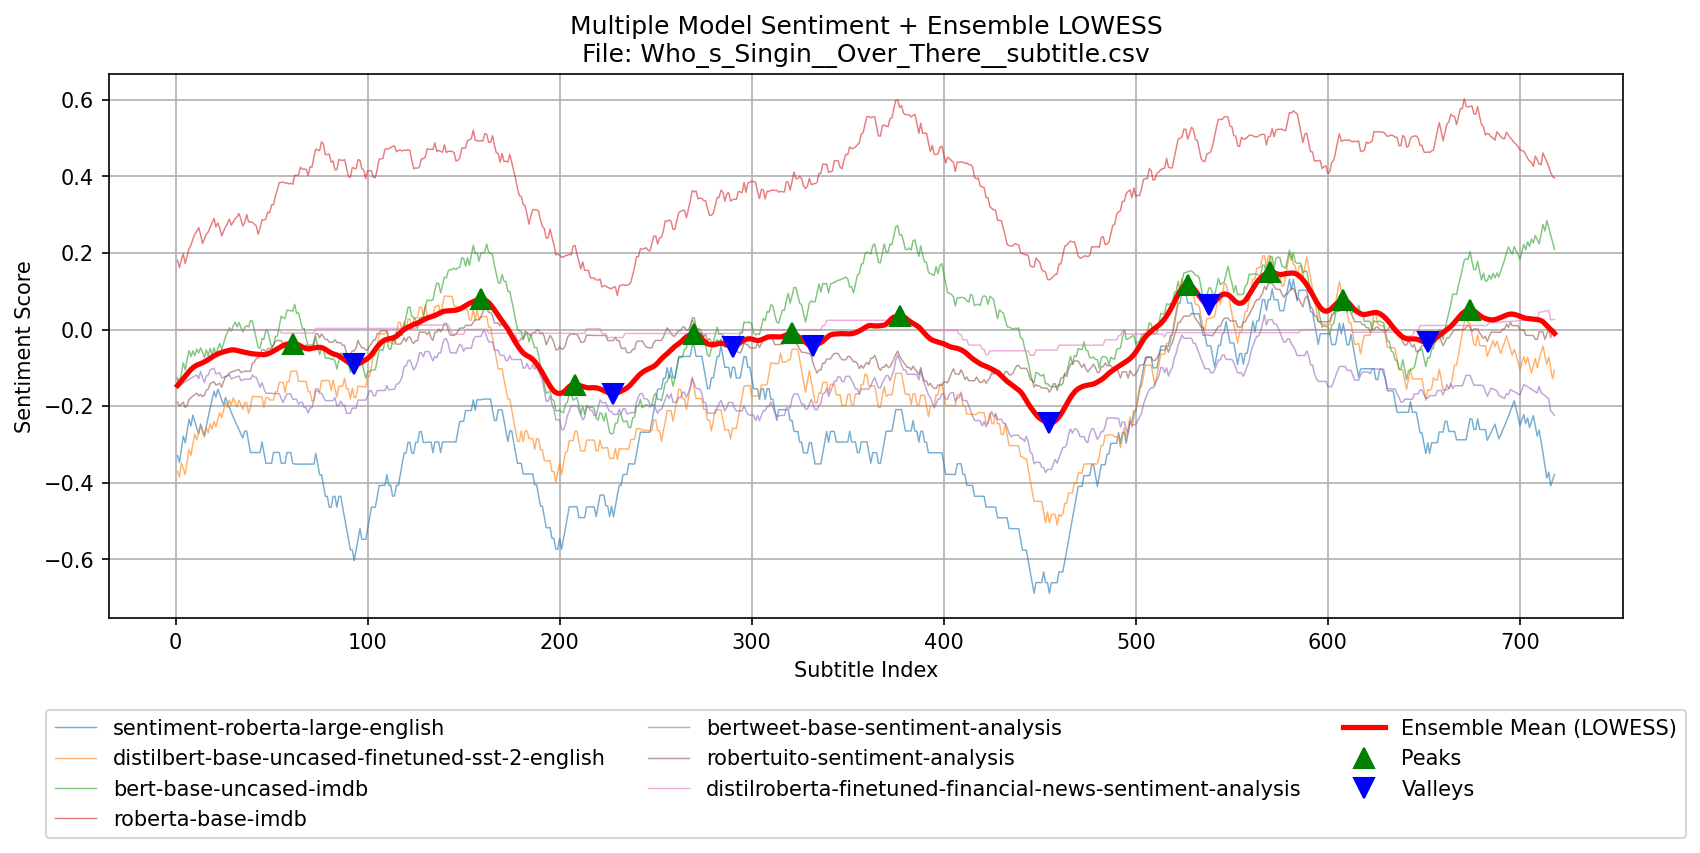 Multiple Model Sentiment + Ensemble LOWESS
File: Who_s_Singin__Over_There__subtitle.csv
Sentiment Score
0.6
0.4
0.2
0.0
−0.2
−0.4
−0.6
0 100 200 300 400 500 600 700
Subtitle Index
sentiment-roberta-large-english
distilbert-base-uncased-finetuned-sst-2-english
bert-base-uncased-imdb
roberta-base-imdb
bertweet-base-sentiment-analysis
robertuito-sentiment-analysis
distilroberta-finetuned-financial-news-sentiment-analysis
Ensemble Mean (LOWESS)
Peaks
Valleys